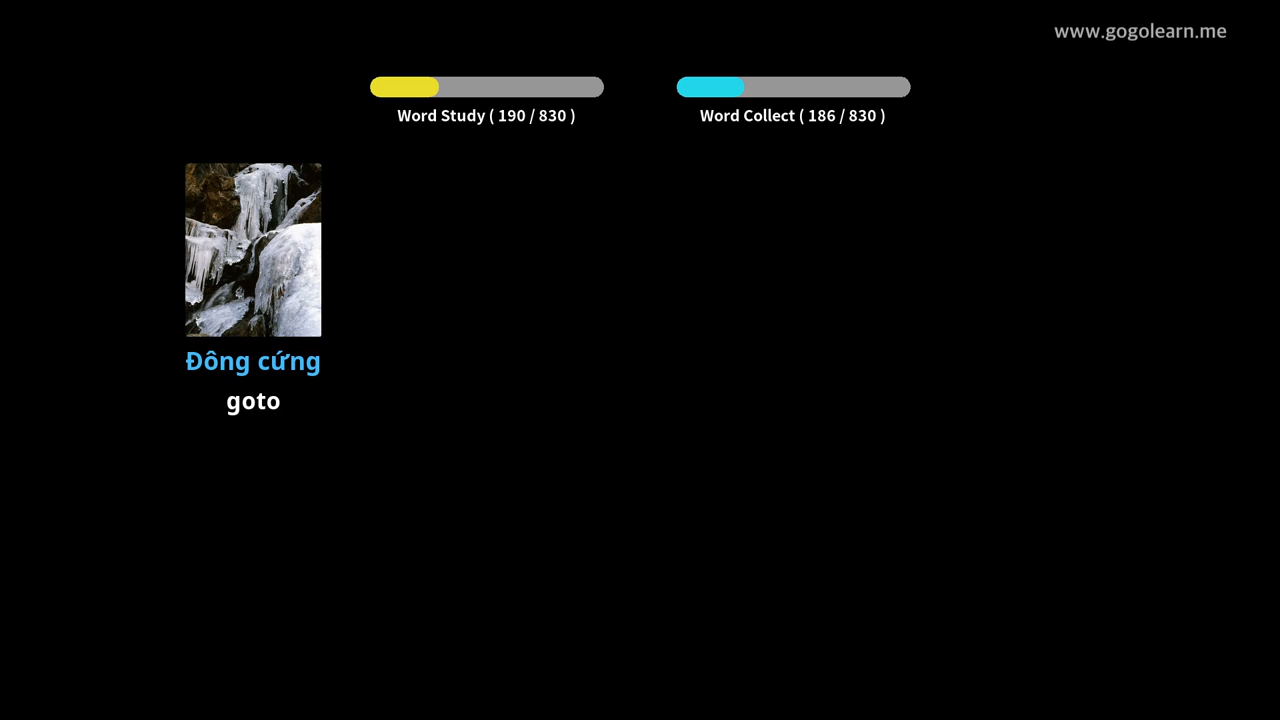 www.gogolearn.me
Word Study ( 190 / 830 )
Word Collect ( 186 / 830 )
Đông cứng
goto